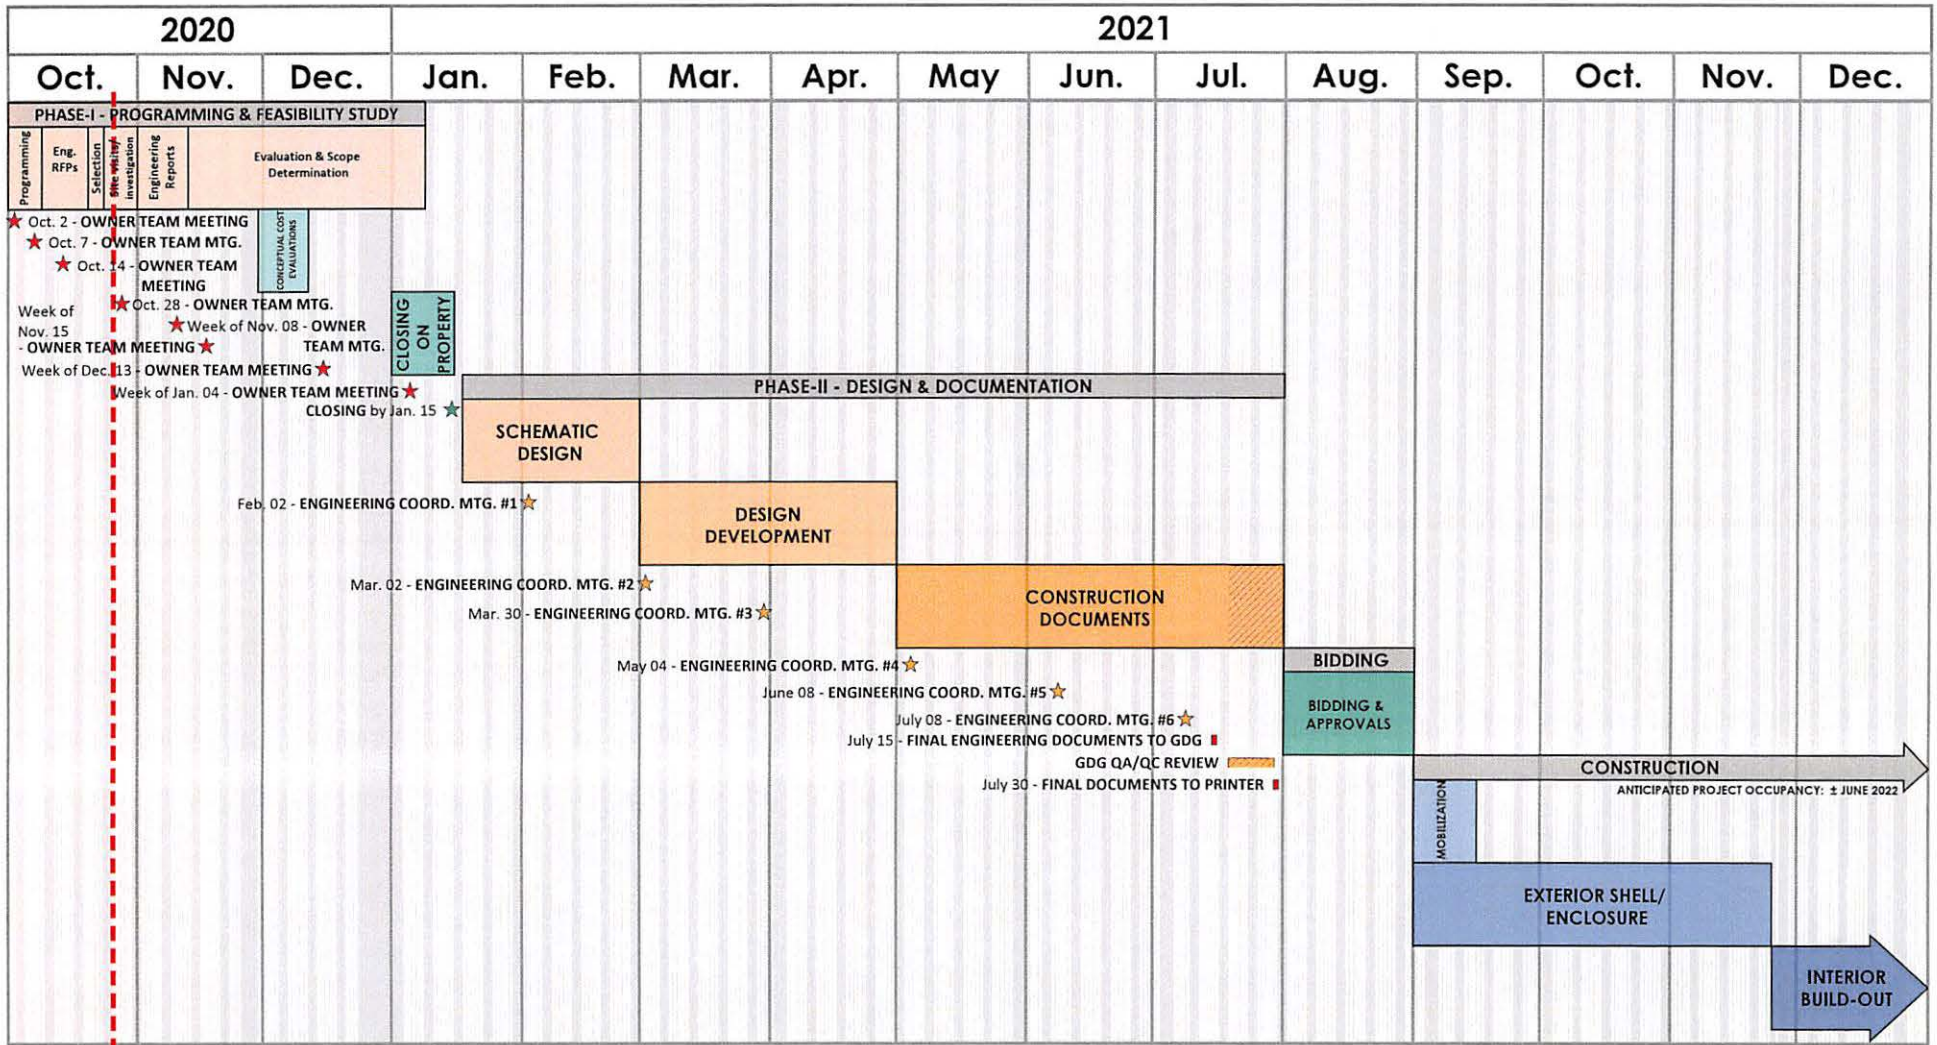 2020
2021
Oct.
Nov.
Dec.
Jan.
Feb.
Mar.
Apr.
May
Jun.
Jul.
Aug.
Sep.
Oct.
Nov.
Dec.
PHASE-I - PROGRAMMING & FEASIBILITY STUDY
Programming
Eng.
RFPs
Selection
Site visits/
investigation
Engineering
Reports
Evaluation & Scope
Determination
Oct. 2 - OWNER TEAM MEETING
Oct. 7 - OWNER TEAM MTG.
Oct. 14 - OWNER TEAM
MEETING
CONCEPTUAL COST
EVALUATIONS
Oct. 28 - OWNER TEAM MTG.
Week of
Nov. 15
- OWNER TEAM MEETING
Week of Nov. 08 - OWNER
TEAM MTG.
Week of Dec. 13 - OWNER TEAM MEETING
CLOSING
ON
PROPERTY
Week of Jan. 04 - OWNER TEAM MEETING
CLOSING by Jan. 15
PHASE-II - DESIGN & DOCUMENTATION
SCHEMATIC
DESIGN
Feb. 02 - ENGINEERING COORD. MTG. #1
DESIGN
DEVELOPMENT
Mar. 02 - ENGINEERING COORD. MTG. #2
Mar. 30 - ENGINEERING COORD. MTG. #3
CONSTRUCTION
DOCUMENTS
May 04 - ENGINEERING COORD. MTG. #4
June 08 - ENGINEERING COORD. MTG. #5
July 08 - ENGINEERING COORD. MTG. #6
July 15 - FINAL ENGINEERING DOCUMENTS TO GDG
GDG QA/QC REVIEW
July 30 - FINAL DOCUMENTS TO PRINTER
BIDDING
BIDDING &
APPROVALS
CONSTRUCTION
ANTICIPATED PROJECT OCCUPANCY: ± JUNE 2022
MOBILIZATION
EXTERIOR SHELL/
ENCLOSURE
INTERIOR
BUILD-OUT